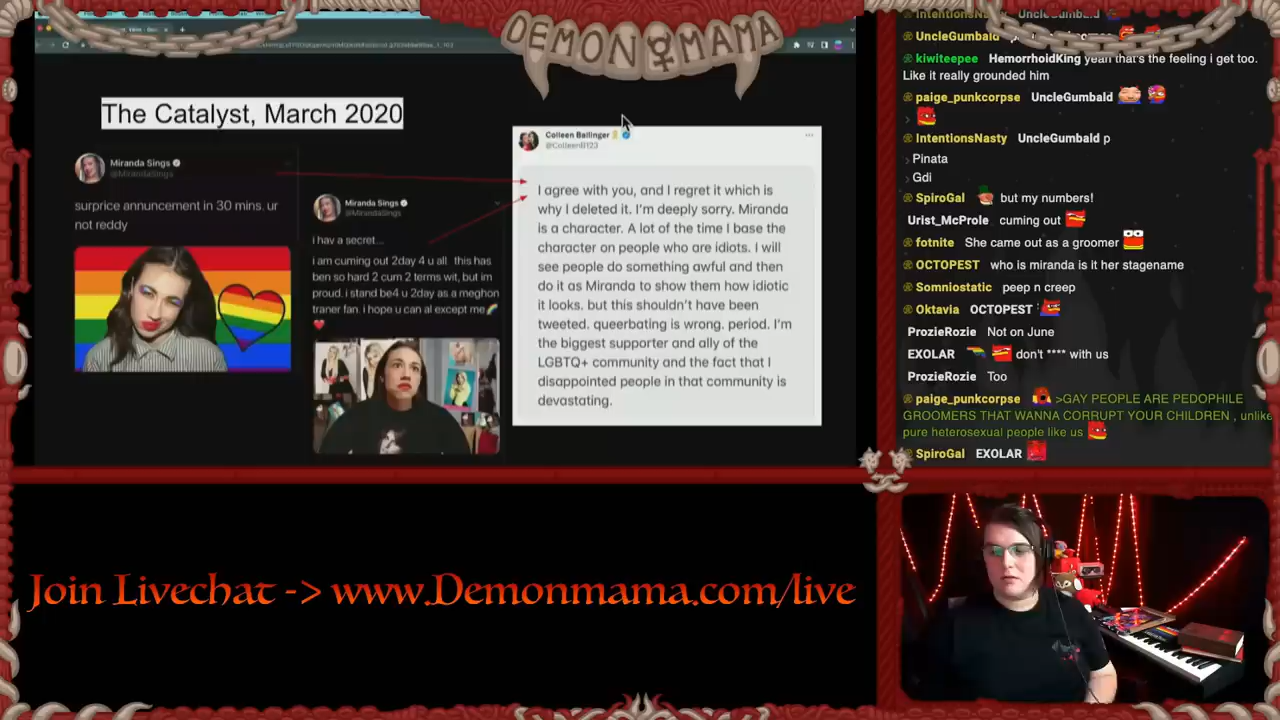 DEMON MAMA
The Catalyst, March 2020
Miranda Sings
@MirandaSings
surprice annuncement in 30 mins. ur
not reddy
Miranda Sings
@MirandaSings
i hav a secret...
i am cuming out 2day 4 u all this has
ben so hard 2 cum 2 terms wit, but im
proud. i stand be4 u 2day as a meghon
traner fan. i hope u can al except me
Colleen Ballinger
@ColleenB123
I agree with you, and I regret it which is
why I deleted it. I'm deeply sorry. Miranda
is a character. A lot of the time I base the
character on people who are idiots. I will
see people do something awful and then
do it as Miranda to show them how idiotic
it looks. but this shouldn't have been
tweeted. queerbating is wrong. period. I'm
the biggest supporter and ally of the
LGBTQ+ community and the fact that I
disappointed people in that community is
devastating.
IntentionsNasty UncleGumbald
UncleGumbald
kiwiteepee HemorrhoidKing yeah that's the feeling I get too.
Like it really grounded him
paige_punkcorpse UncleGumbald
IntentionsNasty UncleGumbald p
Pinata
Gdi
SpiroGal but my numbers!
Urist_McProle cuming out
fotnite She came out as a groomer
OCTOPEST who is miranda is it her stagename
Somniostatic peep n creep
Oktavia OCTOPEST
ProzieRozie Not on June
EXOLAR don't **** with us
ProzieRozie Too
paige_punkcorpse >GAY PEOPLE ARE PEDOPHILE
GROOMERS THAT WANNA CORRUPT YOUR CHILDREN , unlike
pure heterosexual people like us
SpiroGal EXOLAR
Join Livechat -> www.Demonmama.com/live